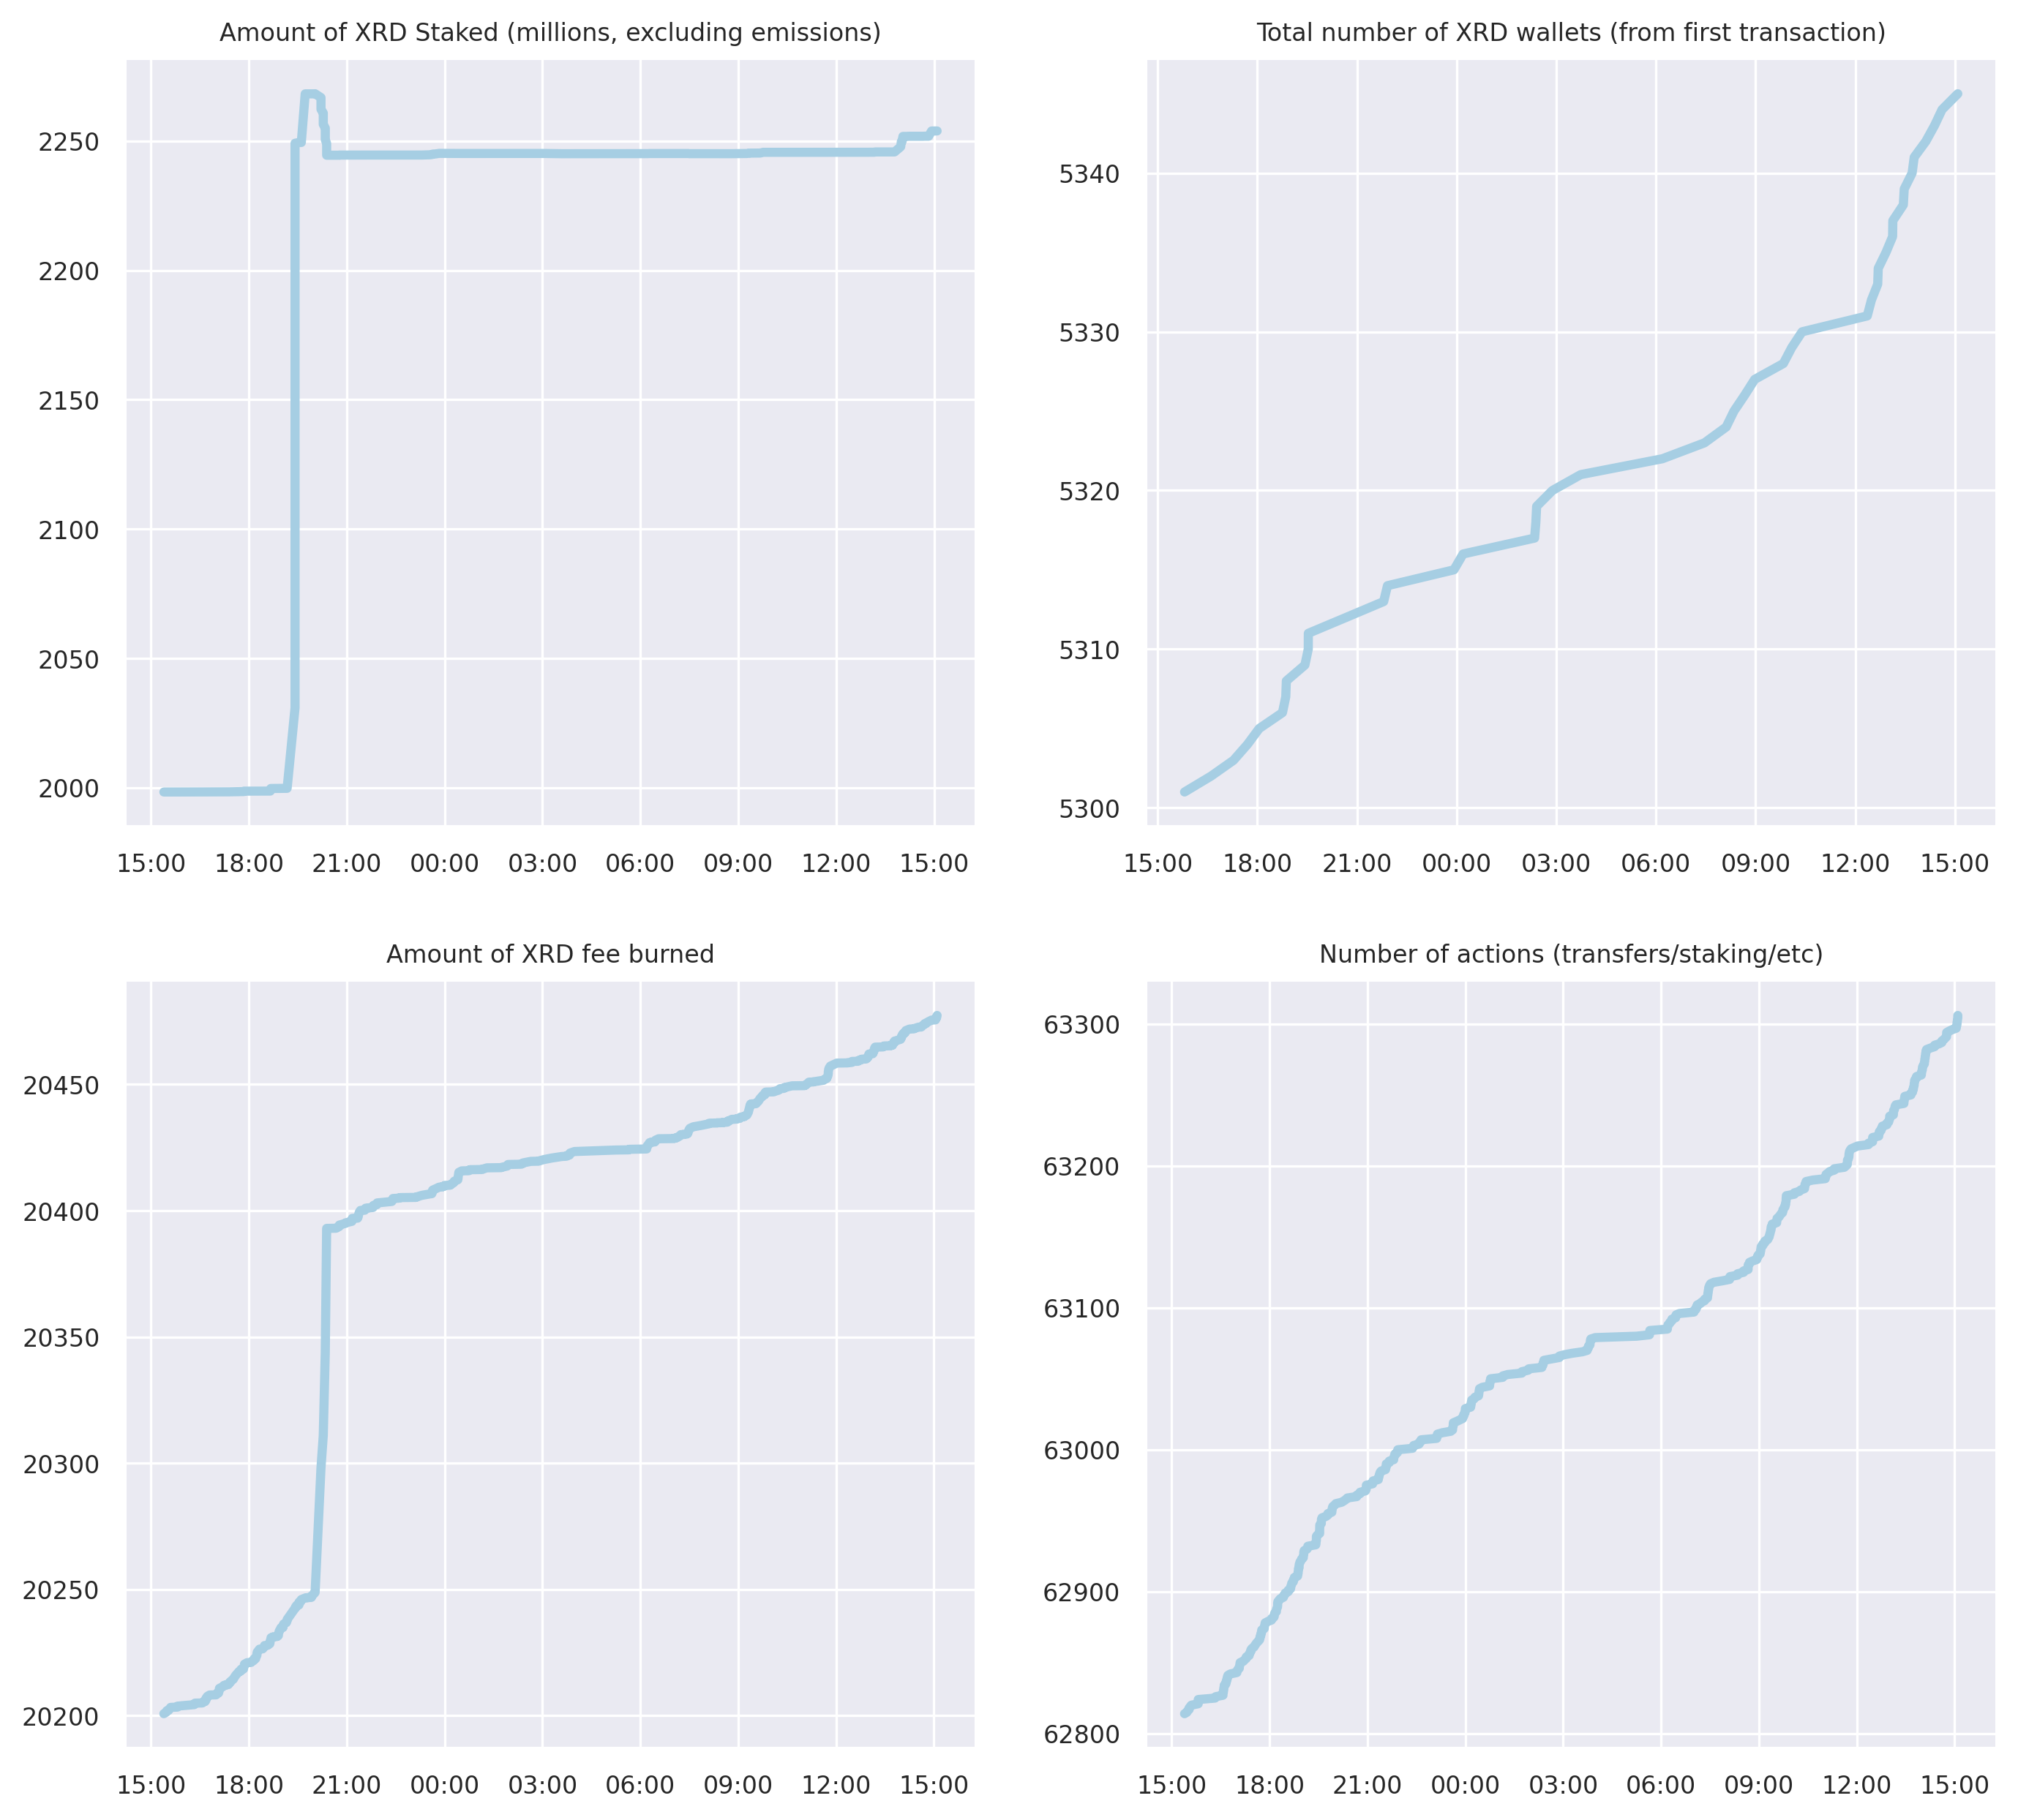 Amount of XRD Staked (millions, excluding emissions)
2250
2200
2150
2100
2050
2000
15:00 18:00 21:00 00:00 03:00 06:00 09:00 12:00 15:00
Total number of XRD wallets (from first transaction)
5340
5330
5320
5310
5300
15:00 18:00 21:00 00:00 03:00 06:00 09:00 12:00 15:00
Amount of XRD fee burned
20450
20400
20350
20300
20250
20200
15:00 18:00 21:00 00:00 03:00 06:00 09:00 12:00 15:00
Number of actions (transfers/staking/etc)
63300
63200
63100
63000
62900
62800
15:00 18:00 21:00 00:00 03:00 06:00 09:00 12:00 15:00